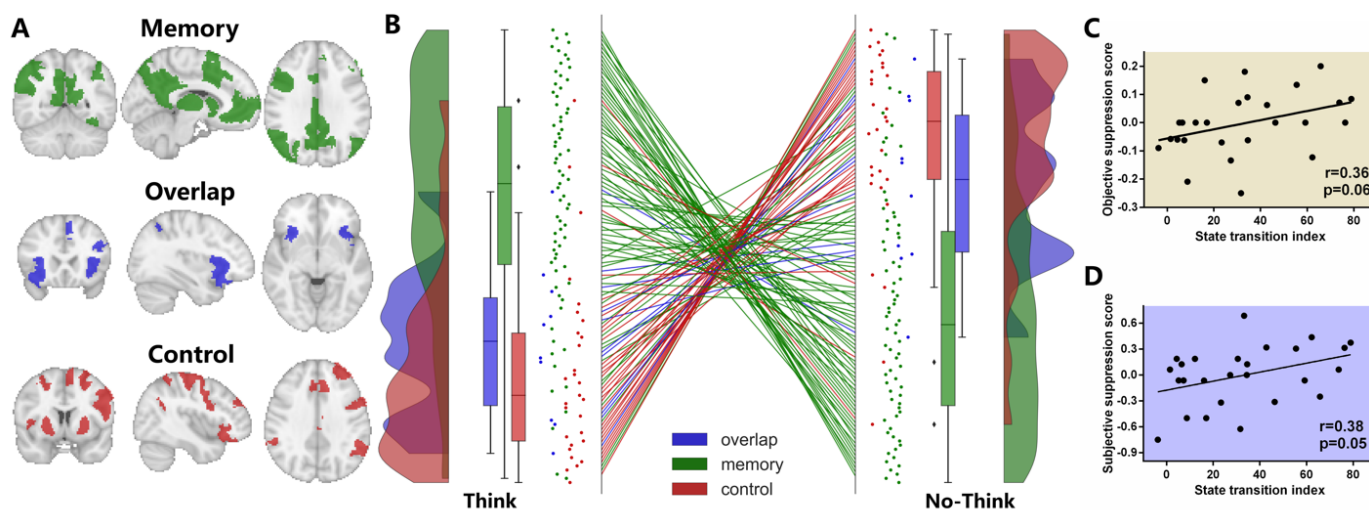 A
Memory
Overlap
Control
B
Think
No-Think
overlap
memory
control
C
Objective suppression score
0.2
0.1
0.0
-0.1
-0.2
-0.3
r=0.36
p=0.06
0 20 40 60 80
State transition index
D
Subjective suppression score
0.6
0.3
0.0
-0.3
-0.6
-0.9
r=0.38
p=0.05
0 20 40 60 80
State transition index